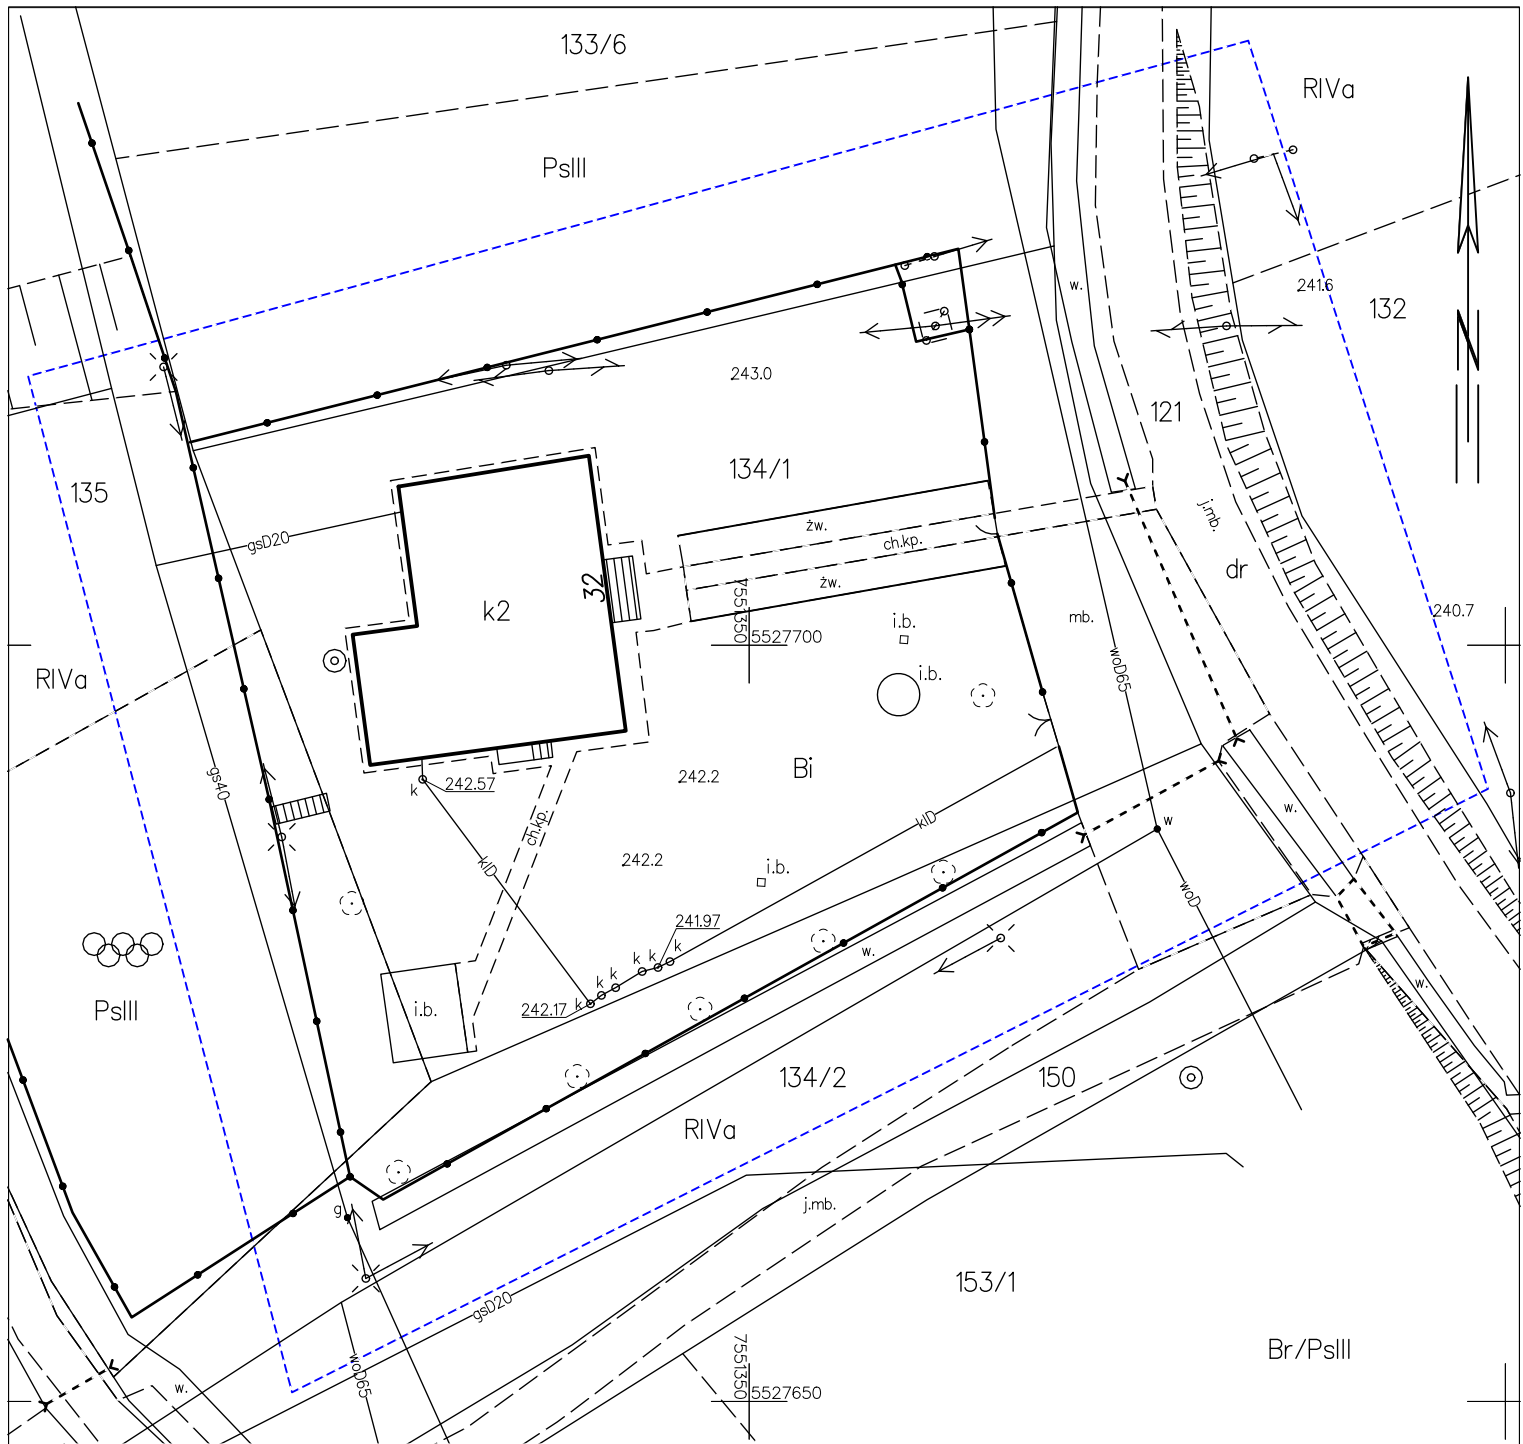 133/6
RIVa
PsIII
w.
241.6
132
243.0
121
134/1
135
żw.
j.mb.
gsD20
ch.kp.
dr
32
żw.
k2
7551350
5527700
i.b.
mb.
240.7
woD65
RIVa
i.b.
Bi
gs40
242.57
k
242.2
w.
kID
w
ch.kp.
242.2
i.b.
kID
woD
241.97
w.
k
k
k
k
k
w.
k
242.17
i.b.
PsIII
134/2
150
RIVa
g
j.mb.
153/1
gsD20
7551350
5527650
Br/PsIII
woD65
w.
N